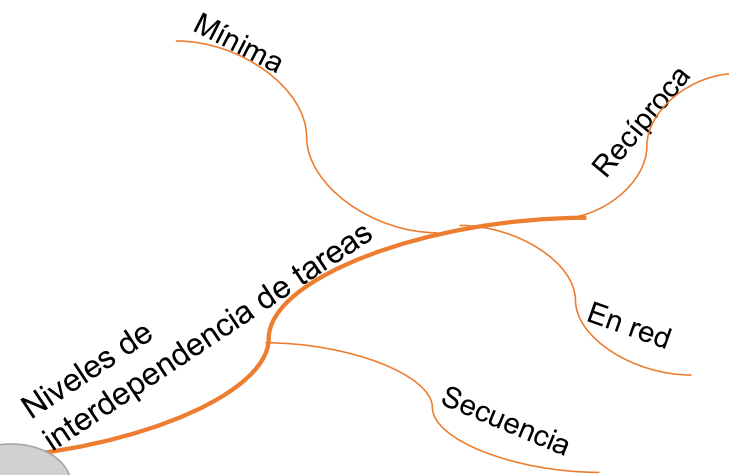 Mínima
Recíproca
Niveles de
interdependencia de tareas
En red
Secuencia